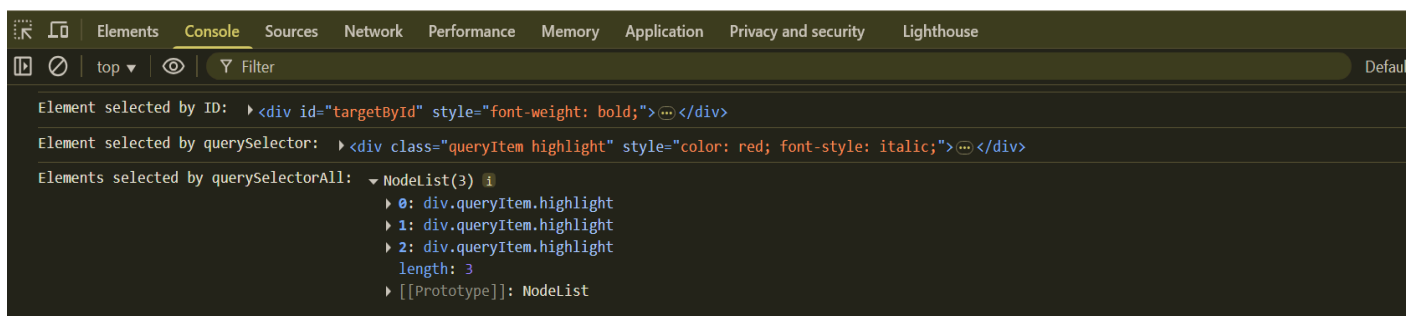 Elements Console Sources Network Performance Memory Application Privacy and security Lighthouse
top Filter Defaul
Element selected by ID: <div id="targetById" style="font-weight: bold;">…</div>
Element selected by querySelector: <div class="queryItem highlight" style="color: red; font-style: italic;">…</div>
Elements selected by querySelectorAll: NodeList(3) i
0: div.queryItem.highlight
1: div.queryItem.highlight
2: div.queryItem.highlight
length: 3
[[Prototype]]: NodeList